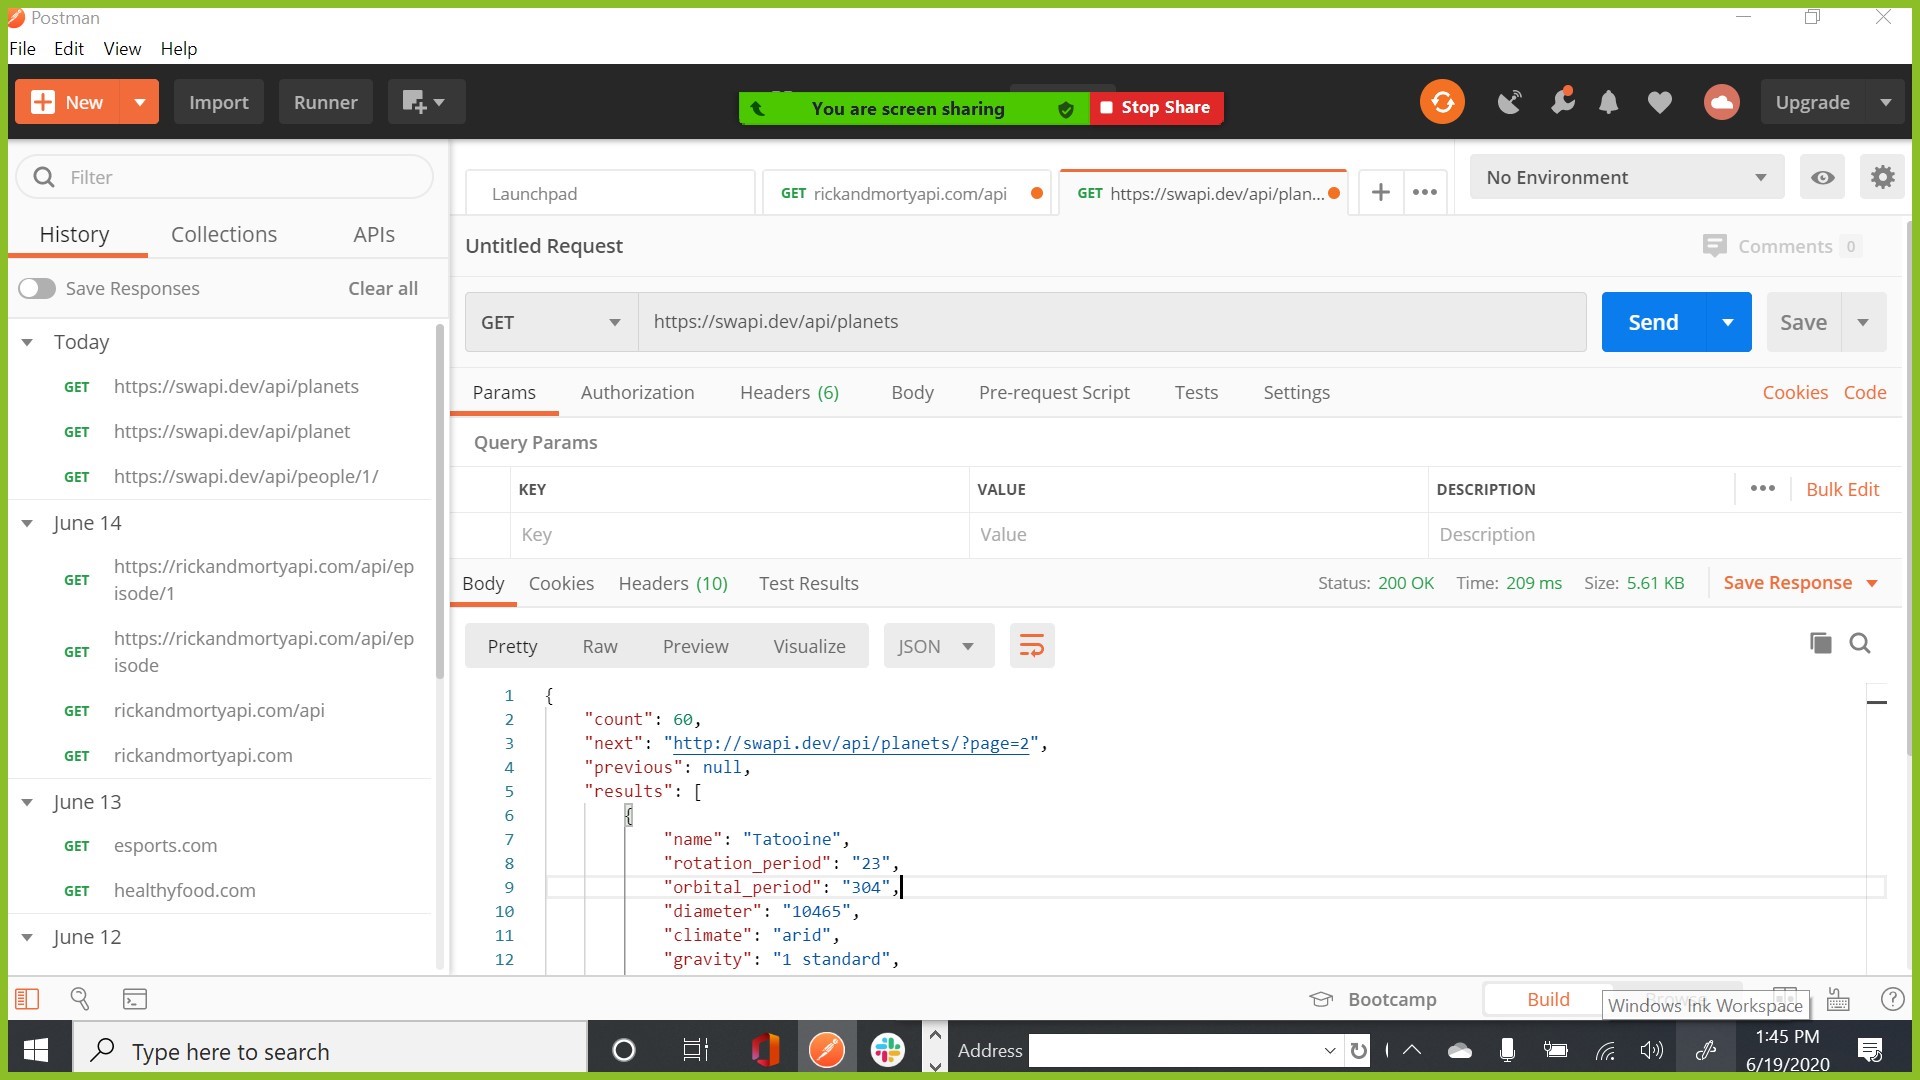 Postman
File Edit View Help
New Import Runner You are screen sharing Stop Share Upgrade
Filter
History Collections APIs
Save Responses Clear all
Today
GET https://swapi.dev/api/planets
GET https://swapi.dev/api/planet
GET https://swapi.dev/api/people/1/
June 14
GET https://rickandmortyapi.com/api/ep
isode/1
GET https://rickandmortyapi.com/api/ep
isode
GET rickandmortyapi.com/api
GET rickandmortyapi.com
June 13
GET esports.com
GET healthyfood.com
June 12
Launchpad GET rickandmortyapi.com/api GET https://swapi.dev/api/plan... No Environment
Untitled Request Comments 0
GET https://swapi.dev/api/planets Send Save
Params Authorization Headers (6) Body Pre-request Script Tests Settings Cookies Code
Query Params
KEY VALUE DESCRIPTION Bulk Edit
Key Value Description
Body Cookies Headers (10) Test Results Status: 200 OK Time: 209 ms Size: 5.61 KB Save Response
Pretty Raw Preview Visualize JSON
1 {
2 "count": 60,
3 "next": "http://swapi.dev/api/planets/?page=2",
4 "previous": null,
5 "results": [
6 {
7 "name": "Tatooine",
8 "rotation_period": "23",
9 "orbital_period": "304",
10 "diameter": "10465",
11 "climate": "arid",
12 "gravity": "1 standard",
Bootcamp Build Browse
Windows Ink Workspace
Type here to search Address 1:45 PM
6/19/2020